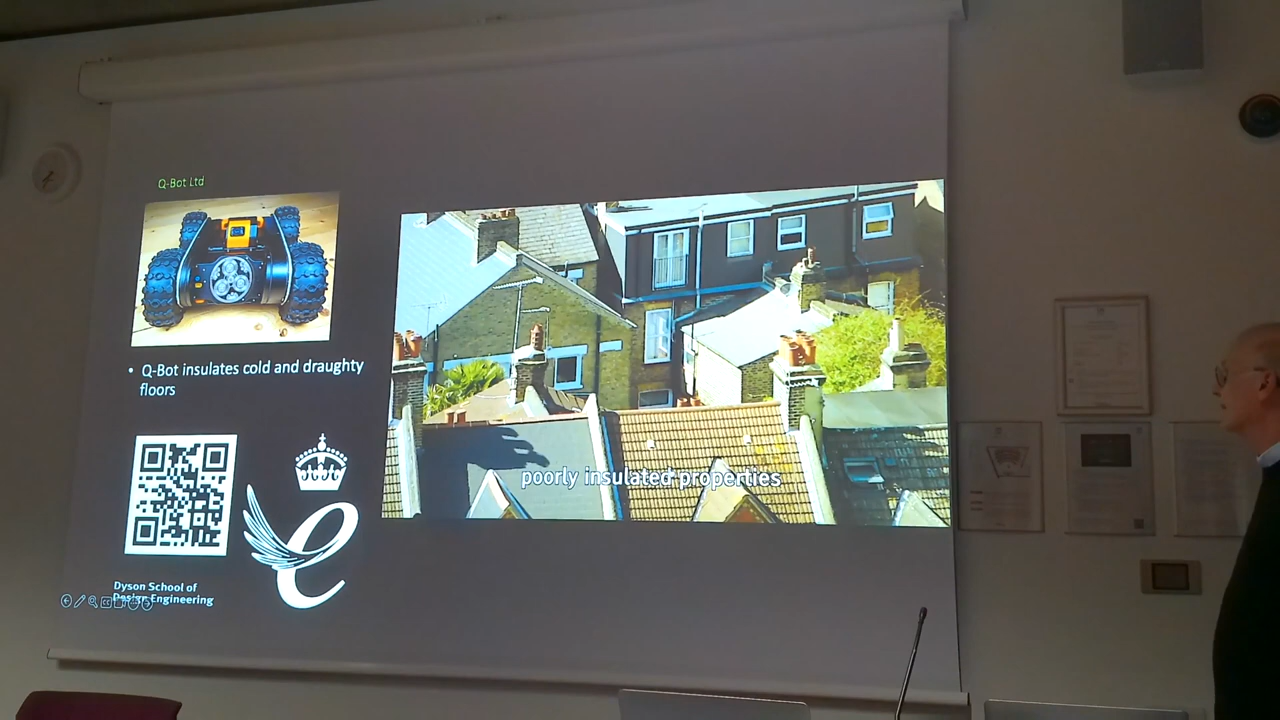 Q-Bot Ltd
• Q-Bot insulates cold and draughty
floors
poorly insulated properties
Dyson School of
Design Engineering